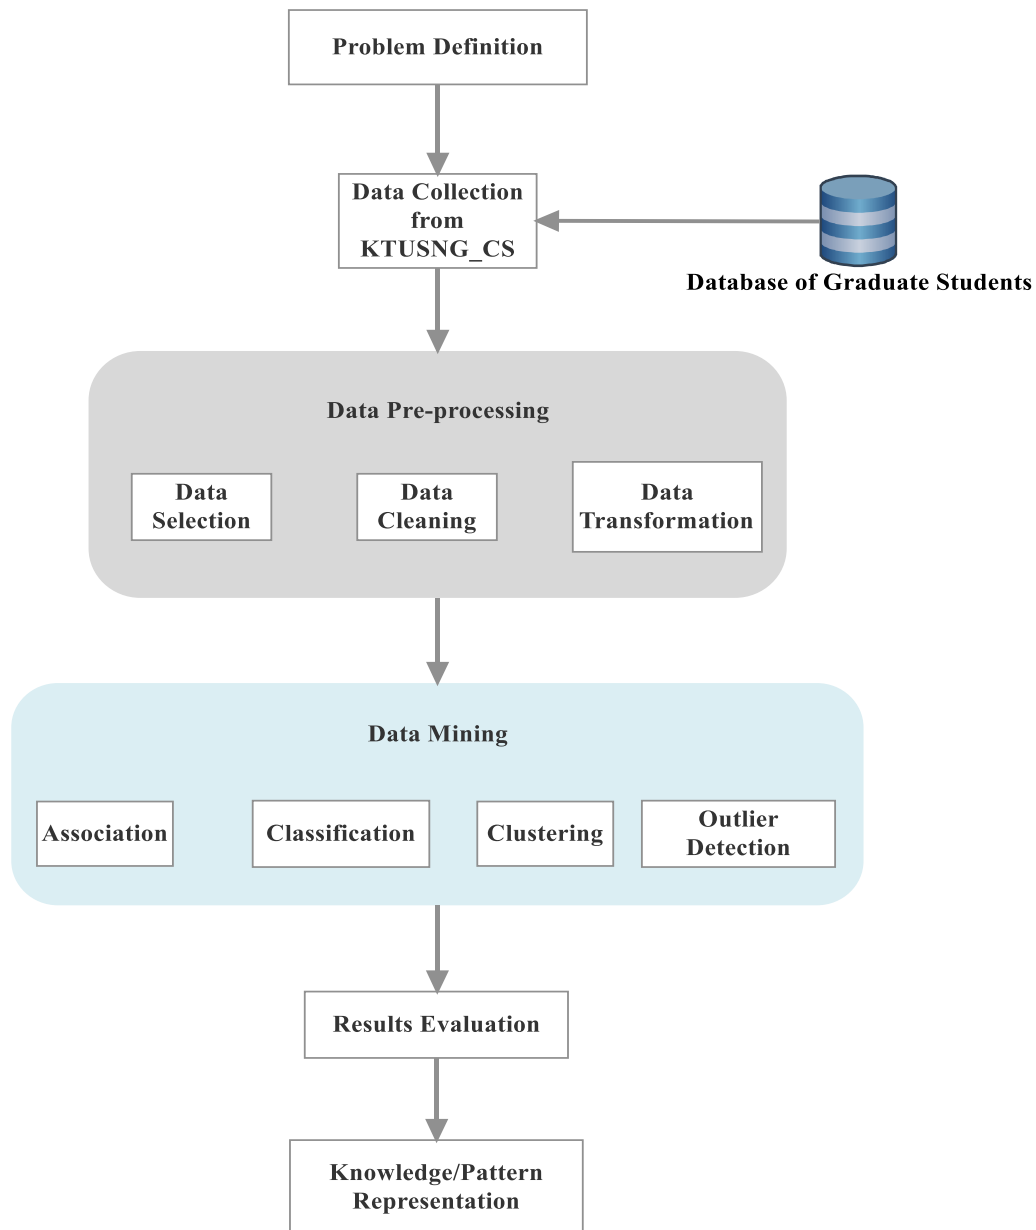 Problem Definition
Data Collection
from
KTUSNG_CS
Database of Graduate Students
Data Pre-processing
Data
Selection
Data
Cleaning
Data
Transformation
Data Mining
Association
Classification
Clustering
Outlier
Detection
Results Evaluation
Knowledge/Pattern
Representation